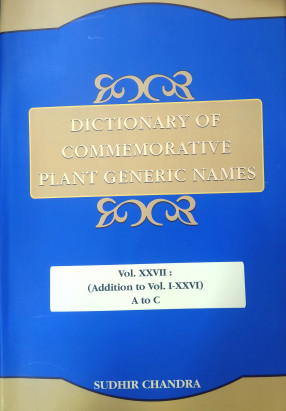 DICTIONARY OF
COMMEMORATIVE
PLANT GENERIC NAMES
Vol. XXVII :
(Addition to Vol. I-XXVI)
A to C
SUDHIR CHANDRA